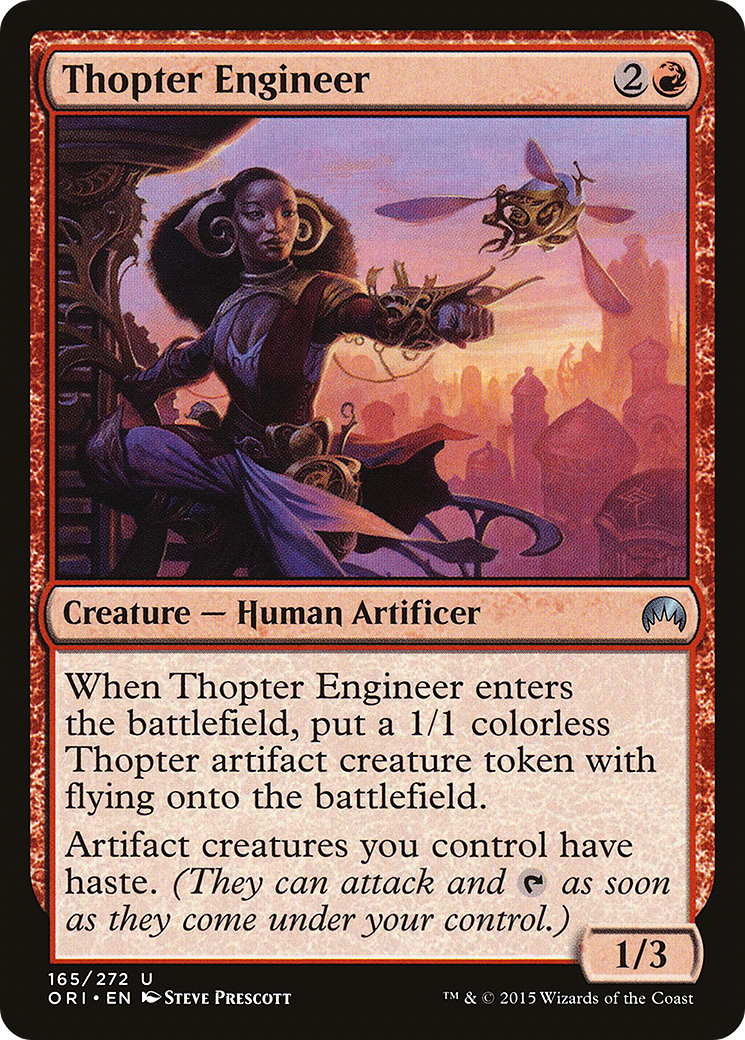 Thopter Engineer 2
Creature — Human Artificer
When Thopter Engineer enters
the battlefield, put a 1/1 colorless
Thopter artifact creature token with
flying onto the battlefield.
Artifact creatures you control have
haste. (They can attack and as soon
as they come under your control.)
1/3
165/272 U
ORI • EN Steve Prescott
™ & © 2015 Wizards of the Coast